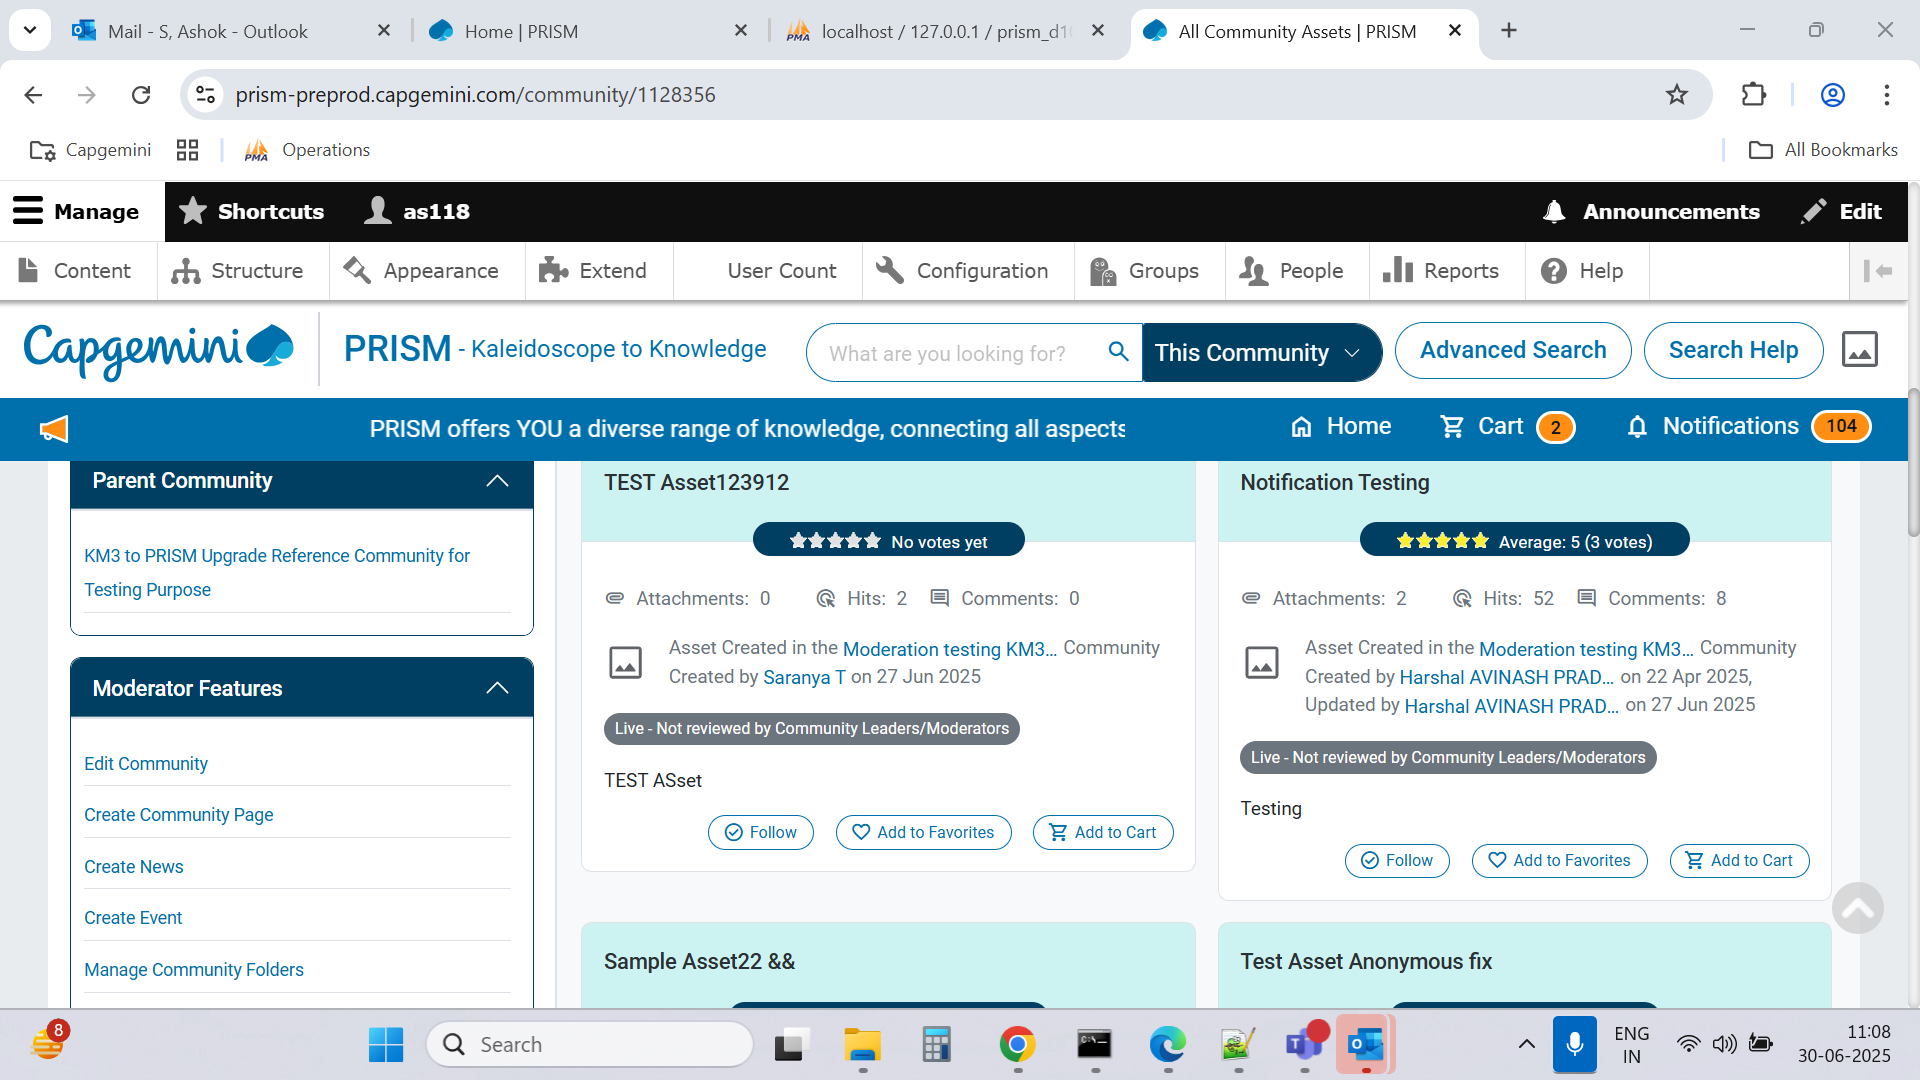 Mail - S, Ashok - Outlook
Home | PRISM
localhost / 127.0.0.1 / prism_d10
All Community Assets | PRISM
prism-preprod.capgemini.com/community/1128356
Capgemini
Operations
All Bookmarks
Manage
Shortcuts
as118
Announcements
Edit
Content
Structure
Appearance
Extend
User Count
Configuration
Groups
People
Reports
Help
Capgemini
PRISM - Kaleidoscope to Knowledge
What are you looking for?
This Community
Advanced Search
Search Help
PRISM offers YOU a diverse range of knowledge, connecting all aspects
Home
Cart 2
Notifications 104
Parent Community
KM3 to PRISM Upgrade Reference Community for
Testing Purpose
Moderator Features
Edit Community
Create Community Page
Create News
Create Event
Manage Community Folders
TEST Asset123912
No votes yet
Attachments: 0 Hits: 2 Comments: 0
Asset Created in the Moderation testing KM3... Community
Created by Saranya T on 27 Jun 2025
Live - Not reviewed by Community Leaders/Moderators
TEST ASset
Follow
Add to Favorites
Add to Cart
Notification Testing
Average: 5 (3 votes)
Attachments: 2 Hits: 52 Comments: 8
Asset Created in the Moderation testing KM3... Community
Created by Harshal AVINASH PRAD... on 22 Apr 2025,
Updated by Harshal AVINASH PRAD... on 27 Jun 2025
Live - Not reviewed by Community Leaders/Moderators
Testing
Follow
Add to Favorites
Add to Cart
Sample Asset22 &&
Test Asset Anonymous fix
8
Search
ENG
IN
11:08
30-06-2025